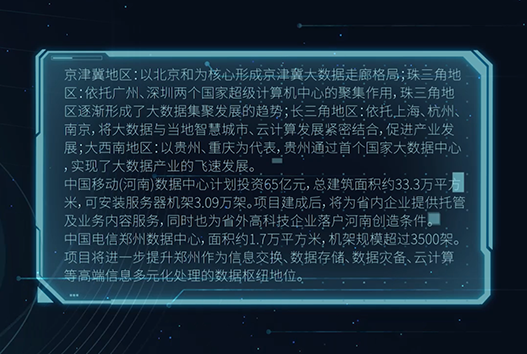 京津冀地区：以北京和为核心形成京津冀大数据走廊格局；珠三角地
区：依托广州、深圳两个国家超级计算机中心的聚集作用，珠三角地
区逐渐形成了大数据集聚发展的趋势；长三角地区：依托上海、杭州、
南京，将大数据与当地智慧城市、云计算发展紧密结合，促进产业发
展；大西南地区：以贵州、重庆为代表，贵州通过首个国家大数据中心
，实现了大数据产业的飞速发展。
中国移动(河南)数据中心计划投资65亿元，总建筑面积约33.3万平方
米，可安装服务器机架3.09万架。项目建成后，将为省内企业提供托管
及业务内容服务，同时也为省外高科技企业落户河南创造条件。
中国电信郑州数据中心，面积约1.7万平方米，机架规模超过3500架。
项目将进一步提升郑州作为信息交换、数据存储、数据灾备、云计算
等高端信息多元化处理的数据枢纽地位。